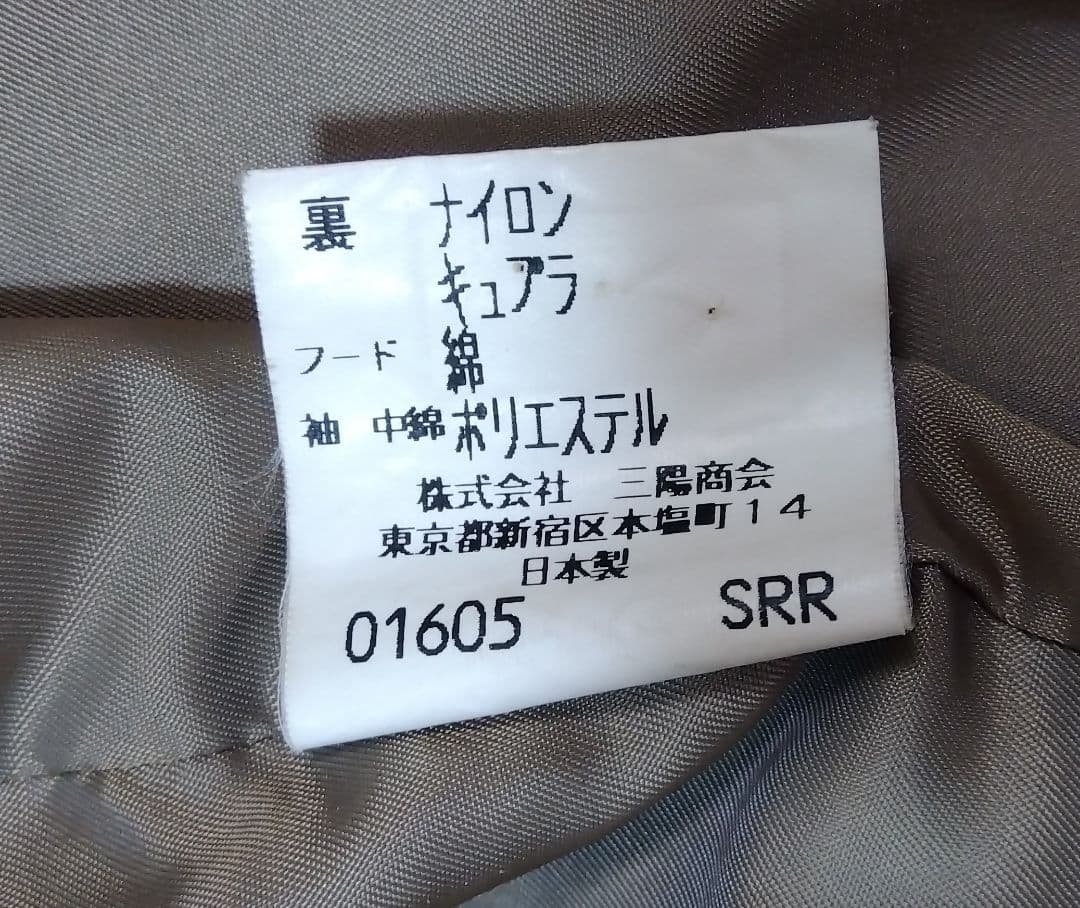 裏 ナイロン
キュプラ
フード 綿
袖 中綿 ポリエステル
株式会社 三陽商会
東京都新宿区本塩町14
日本製
01605 SRR